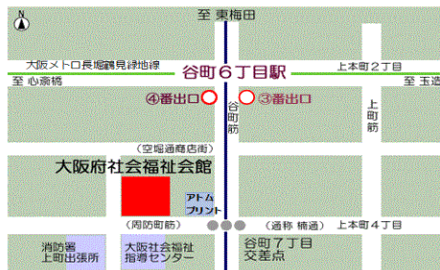 N
至 東梅田
大阪メトロ長堀鶴見緑地線
谷町６丁目駅
上本町２丁目
至 心斎橋
至 玉造
④番出口
③番出口
谷町筋
上町筋
(空堀通商店街)
大阪府社会福祉会館
アトム
プリント
(周防町筋)
(通称 楠通)
上本町４丁目
消防署
上町出張所
大阪社会福祉
指導センター
谷町７丁目
交差点